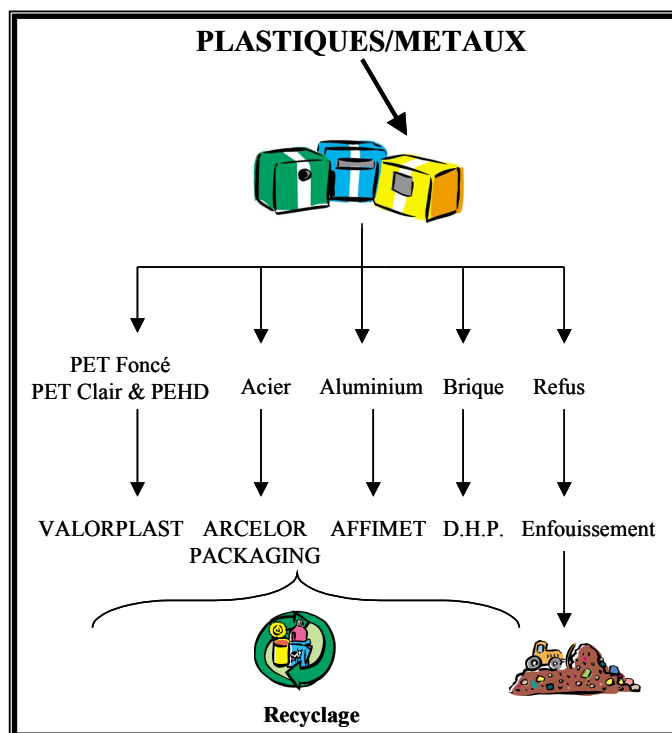 PLASTIQUES/METAUX
PET Foncé
PET Clair & PEHD
Acier
Aluminium
Brique
Refus
VALORPLAST
ARCELOR
PACKAGING
AFFIMET
D.H.P.
Enfouissement
Recyclage